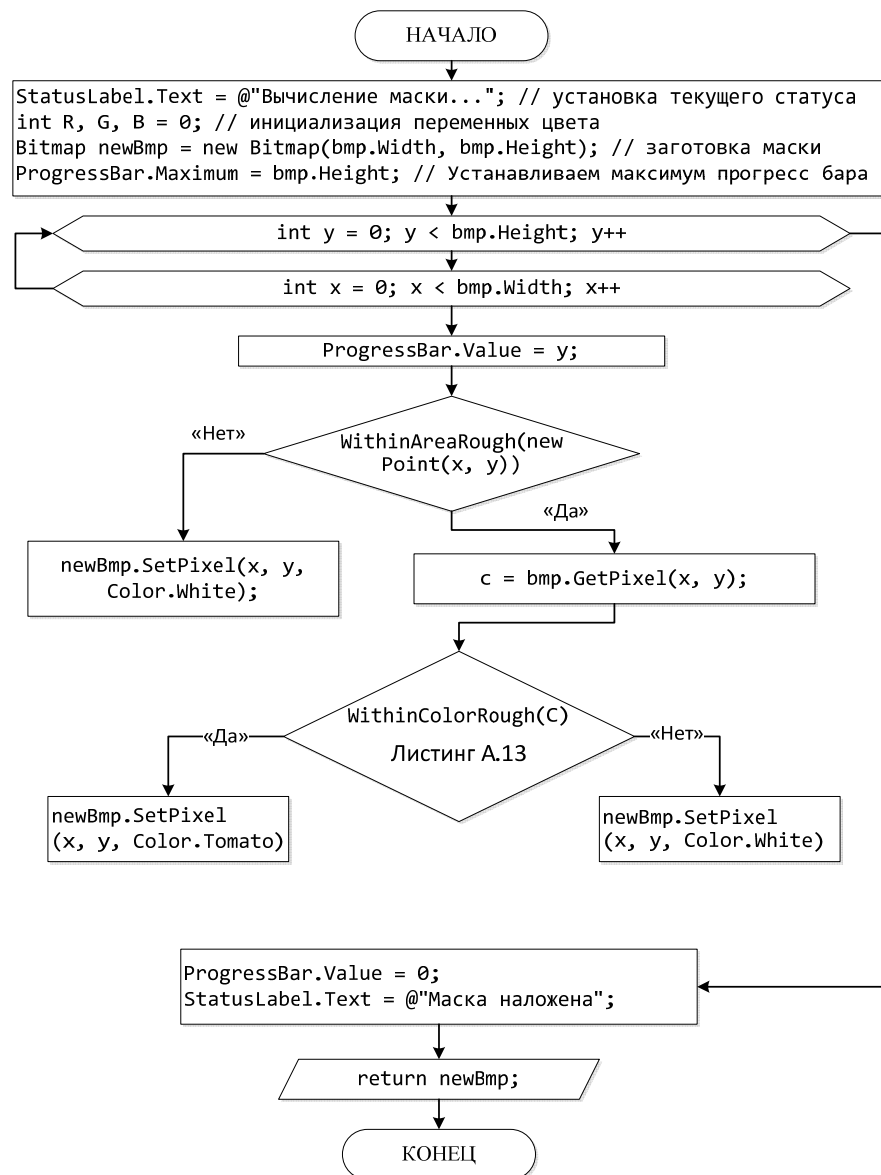 НАЧАЛО
StatusLabel.Text = @"Вычисление маски..."; // установка текущего статуса
int R, G, B = 0; // инициализация переменных цвета
Bitmap newBmp = new Bitmap(bmp.Width, bmp.Height); // заготовка маски
ProgressBar.Maximum = bmp.Height; // Устанавливаем максимум прогресс бара
int y = 0; y < bmp.Height; y++
int x = 0; x < bmp.Width; x++
ProgressBar.Value = y;
WithinAreaRough(new
Point(x, y))
«Нет»
«Да»
newBmp.SetPixel(x, y,
Color.White);
c = bmp.GetPixel(x, y);
WithinColorRough(C)
Листинг А.13
«Да»
«Нет»
newBmp.SetPixel
(x, y, Color.Tomato)
newBmp.SetPixel
(x, y, Color.White)
ProgressBar.Value = 0;
StatusLabel.Text = @"Маска наложена";
return newBmp;
КОНЕЦ